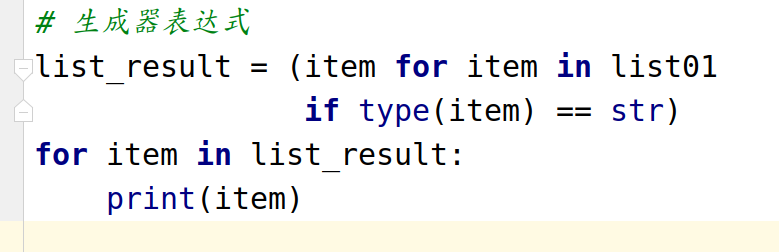 # 生成器表达式
list_result = (item for item in list01
               if type(item) == str)
for item in list_result:
    print(item)